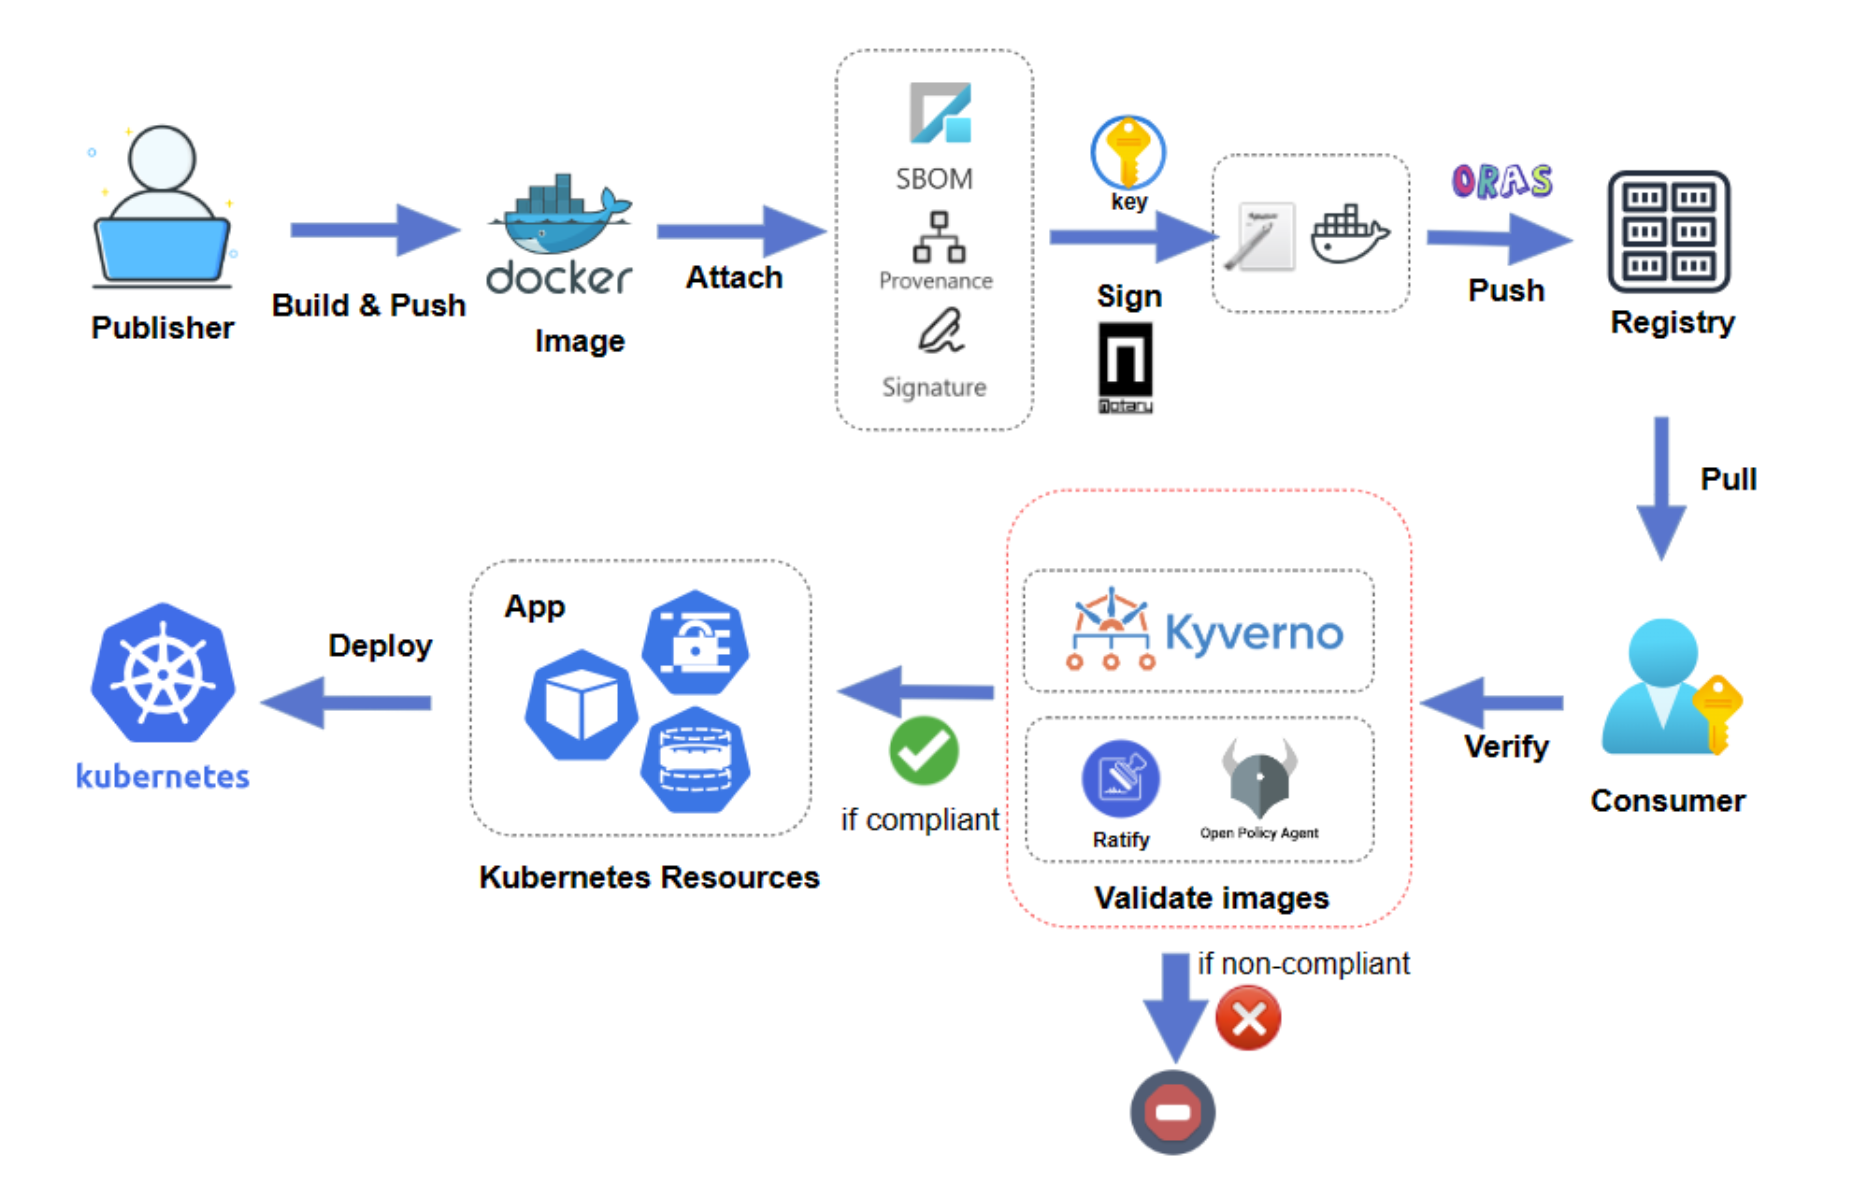 Publisher
Build & Push
docker
Image
Attach
SBOM
Provenance
Signature
key
Sign
notary
ORAS
Push
Registry
Pull
Consumer
Verify
Kyverno
Ratify
Open Policy Agent
Validate images
if non-compliant
if compliant
App
Kubernetes Resources
Deploy
kubernetes